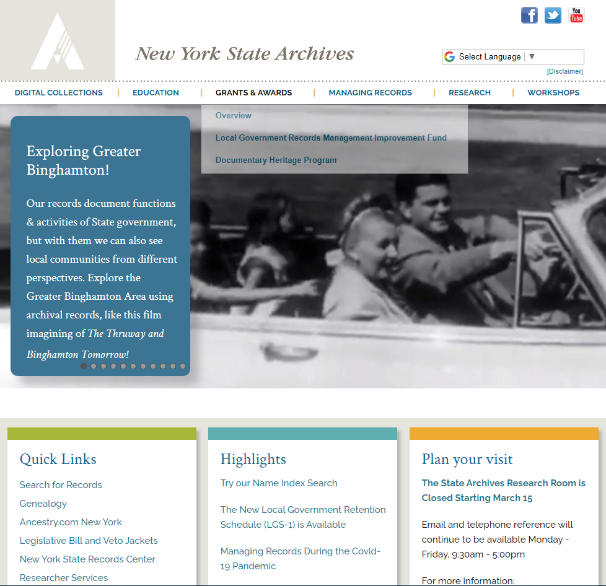 You
Tube
New York State Archives
Select Language ▼
[Disclaimer]
DIGITAL COLLECTIONS | EDUCATION | GRANTS & AWARDS | MANAGING RECORDS | RESEARCH | WORKSHOPS
Overview
Local Government Records Management Improvement Fund
Documentary Heritage Program
Exploring Greater
Binghamton!
Our records document functions
& activities of State government,
but with them we can also see
local communities from different
perspectives. Explore the
Greater Binghamton Area using
archival records, like this film
imagining of The Thruway and
Binghamton Tomorrow!
Quick Links
Search for Records
Genealogy
Ancestry.com New York
Legislative Bill and Veto Jackets
New York State Records Center
Researcher Services
Highlights
Try our Name Index Search
The New Local Government Retention
Schedule (LGS-1) is Available
Managing Records During the Covid-
19 Pandemic
Plan your visit
The State Archives Research Room is
Closed Starting March 15
Email and telephone reference will
continue to be available Monday -
Friday, 9:30am - 5:00pm
For more information: